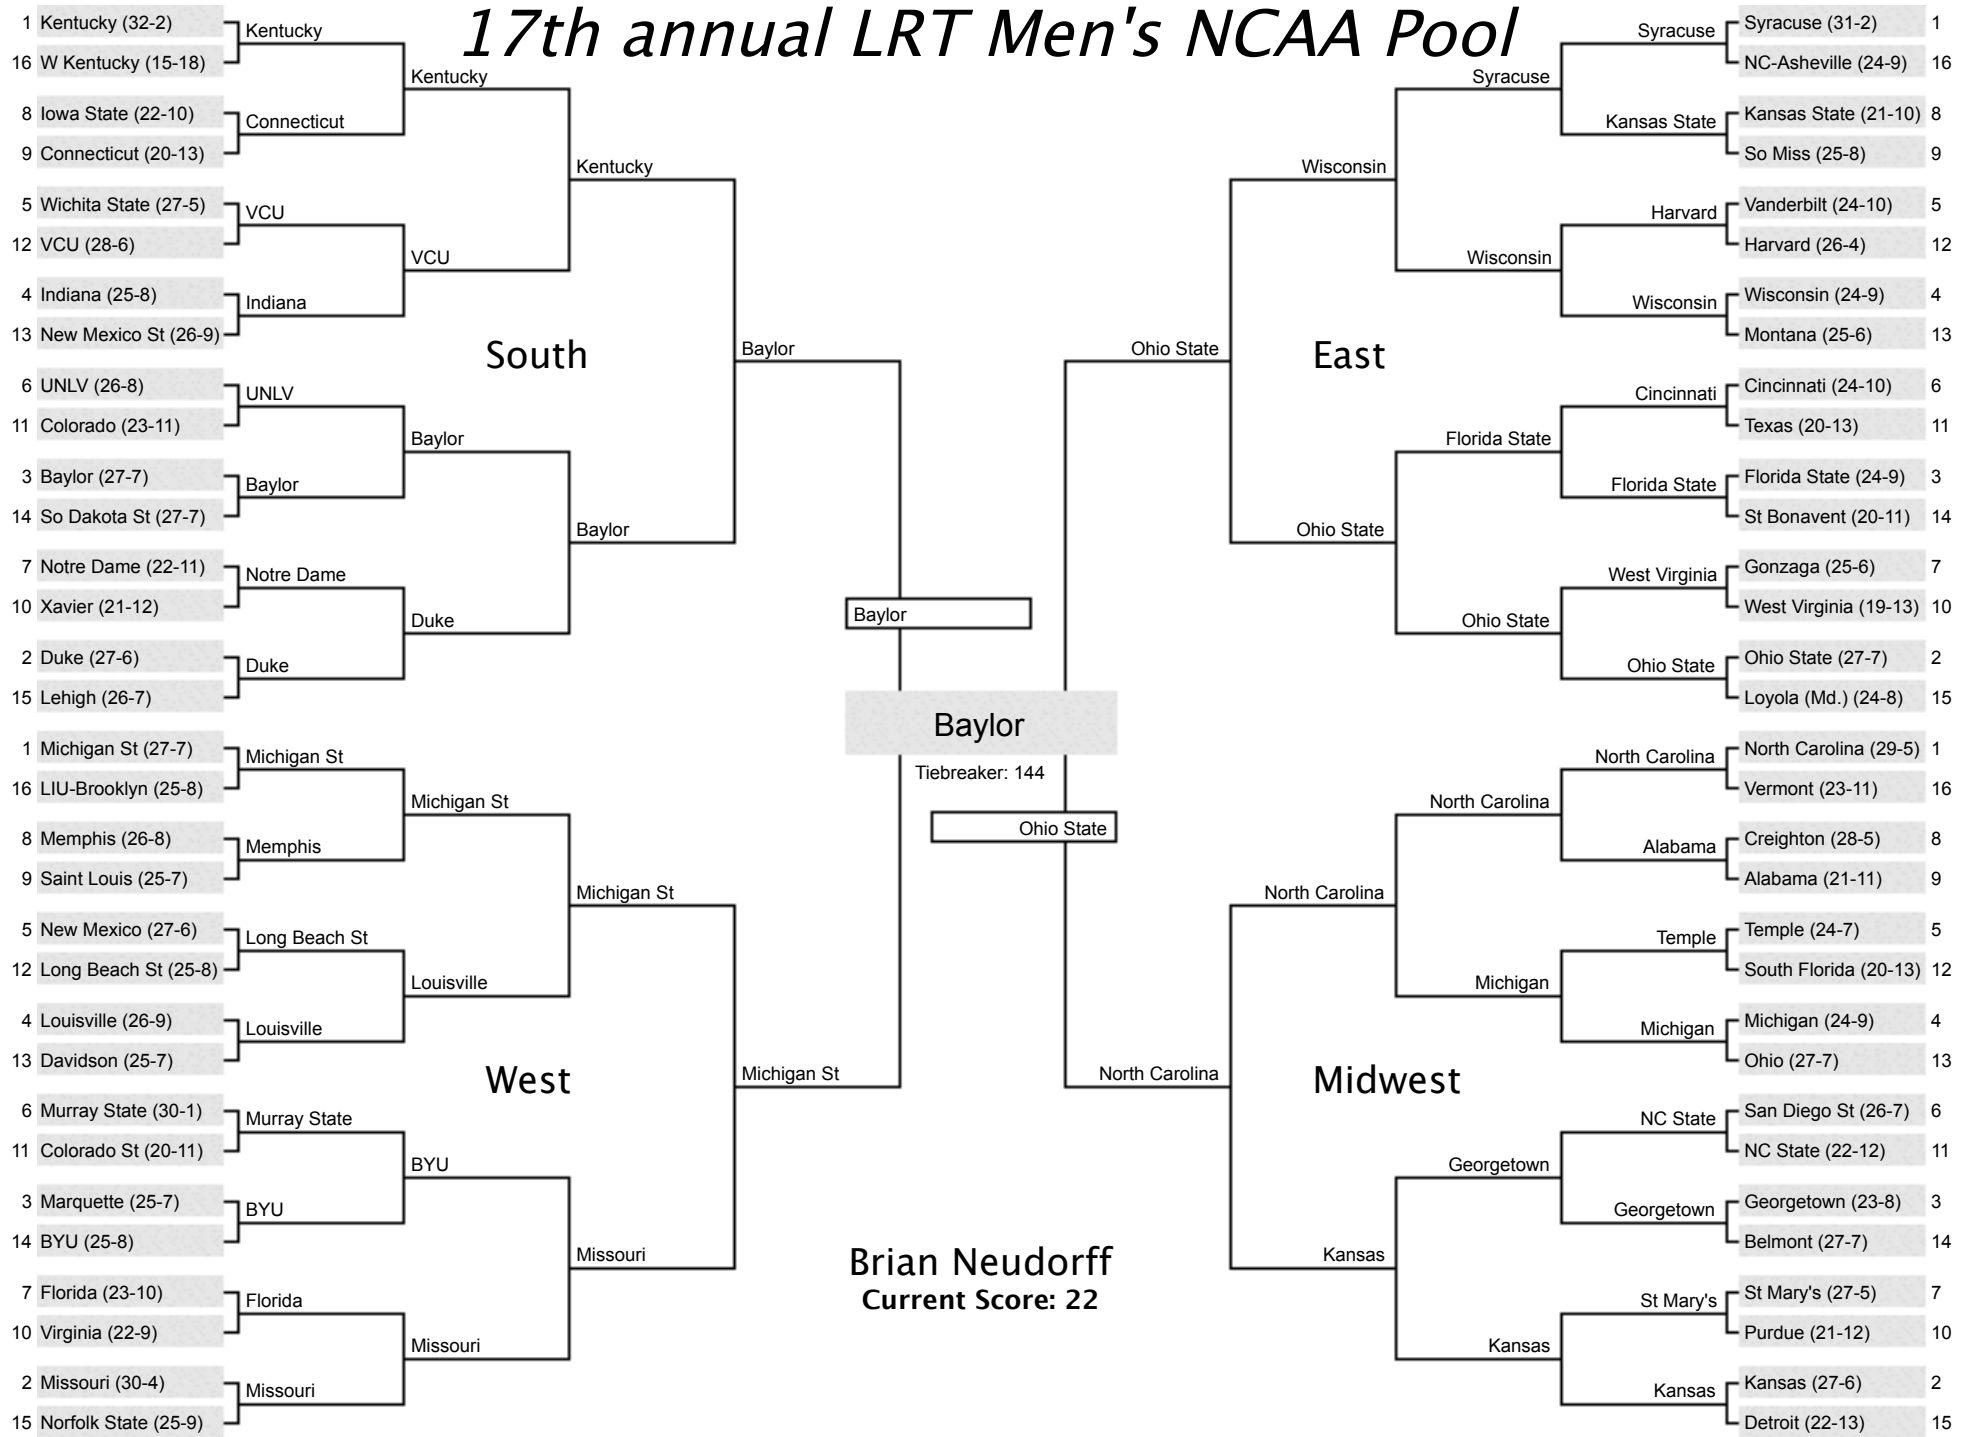 17th annual LRT Men's NCAA Pool
1 Kentucky (32-2)
16 W Kentucky (15-18)
8 Iowa State (22-10)
9 Connecticut (20-13)
5 Wichita State (27-5)
12 VCU (28-6)
4 Indiana (25-8)
13 New Mexico St (26-9)
6 UNLV (26-8)
11 Colorado (23-11)
3 Baylor (27-7)
14 So Dakota St (27-7)
7 Notre Dame (22-11)
10 Xavier (21-12)
2 Duke (27-6)
15 Lehigh (26-7)
Kentucky
Connecticut
VCU
Indiana
UNLV
Baylor
Notre Dame
Duke
Kentucky
VCU
Baylor
Duke
Kentucky
Baylor
South
Baylor
1 Michigan St (27-7)
16 LIU-Brooklyn (25-8)
8 Memphis (26-8)
9 Saint Louis (25-7)
5 New Mexico (27-6)
12 Long Beach St (25-8)
4 Louisville (26-9)
13 Davidson (25-7)
6 Murray State (30-1)
11 Colorado St (20-11)
3 Marquette (25-7)
14 BYU (25-8)
7 Florida (23-10)
10 Virginia (22-9)
2 Missouri (30-4)
15 Norfolk State (25-9)
Michigan St
Memphis
Long Beach St
Louisville
Murray State
BYU
Florida
Missouri
Michigan St
Louisville
BYU
Missouri
Michigan St
Missouri
West
Michigan St
Baylor
Baylor
Tiebreaker: 144
Ohio State
Brian Neudorff
Current Score: 22
Syracuse (31-2) 1
NC-Asheville (24-9) 16
Kansas State (21-10) 8
So Miss (25-8) 9
Vanderbilt (24-10) 5
Harvard (26-4) 12
Wisconsin (24-9) 4
Montana (25-6) 13
Cincinnati (24-10) 6
Texas (20-13) 11
Florida State (24-9) 3
St Bonavent (20-11) 14
Gonzaga (25-6) 7
West Virginia (19-13) 10
Ohio State (27-7) 2
Loyola (Md.) (24-8) 15
Syracuse
Kansas State
Harvard
Wisconsin
Cincinnati
Florida State
West Virginia
Ohio State
Syracuse
Wisconsin
Florida State
Ohio State
Wisconsin
Ohio State
East
Ohio State
North Carolina (29-5) 1
Vermont (23-11) 16
Creighton (28-5) 8
Alabama (21-11) 9
Temple (24-7) 5
South Florida (20-13) 12
Michigan (24-9) 4
Ohio (27-7) 13
San Diego St (26-7) 6
NC State (22-12) 11
Georgetown (23-8) 3
Belmont (27-7) 14
St Mary's (27-5) 7
Purdue (21-12) 10
Kansas (27-6) 2
Detroit (22-13) 15
North Carolina
Alabama
Temple
Michigan
NC State
Georgetown
St Mary's
Kansas
North Carolina
Michigan
Georgetown
Kansas
North Carolina
Kansas
Midwest
North Carolina